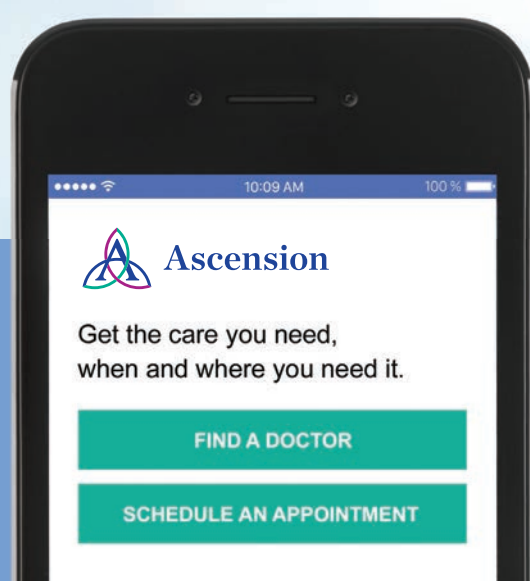 10:09 AM 100 %
Ascension
Get the care you need,
when and where you need it.
FIND A DOCTOR
SCHEDULE AN APPOINTMENT